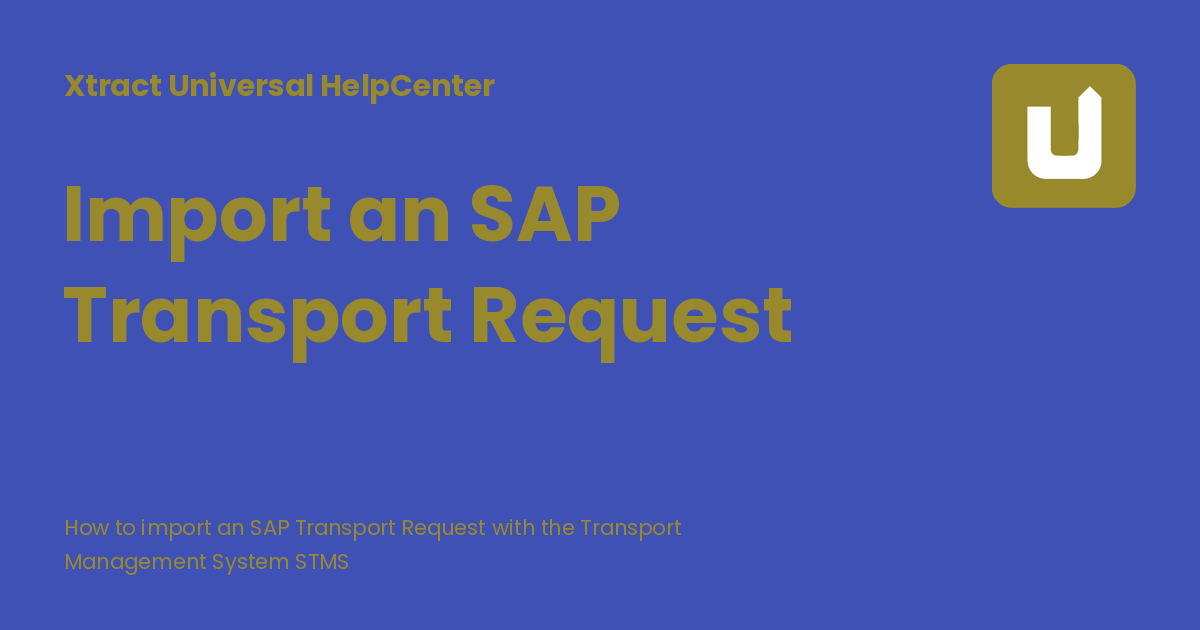 Xtract Universal HelpCenter
Import an SAP
Transport Request
How to import an SAP Transport Request with the Transport
Management System STMS